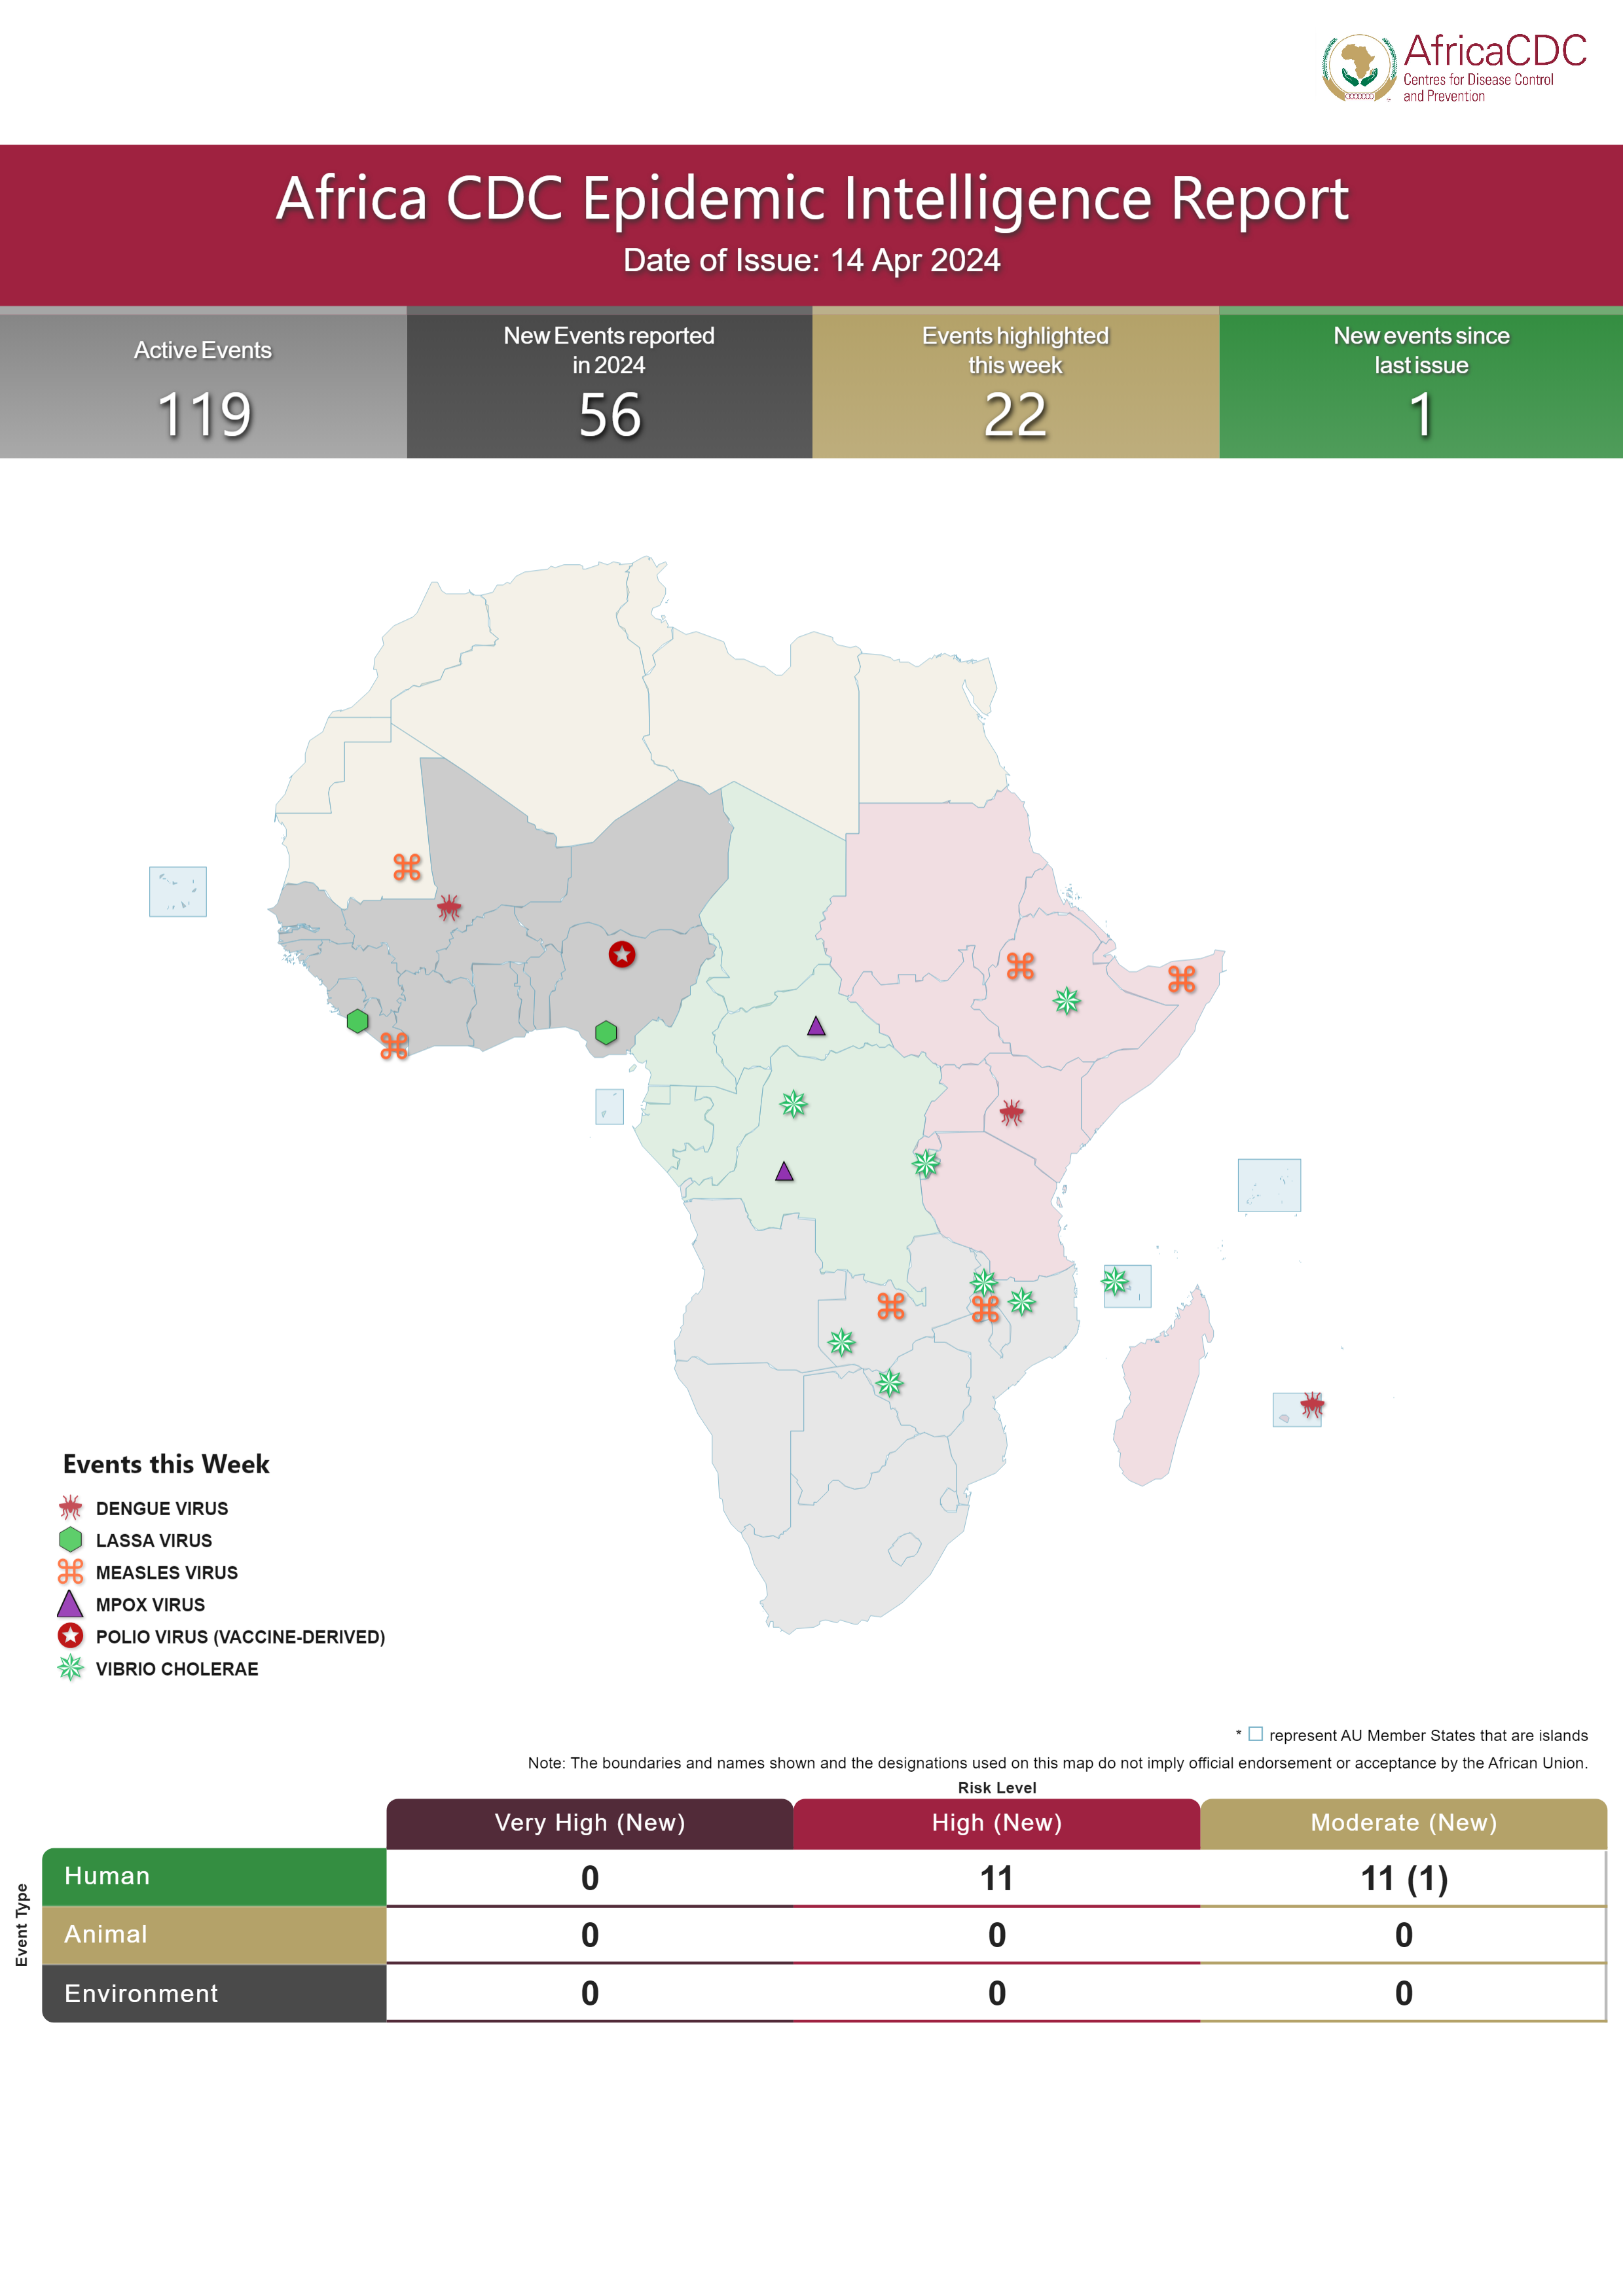 AfricaCDC
Centres for Disease Control
and Prevention
Africa CDC Epidemic Intelligence Report
Date of Issue: 14 Apr 2024
Active Events
119
New Events reported
in 2024
56
Events highlighted
this week
22
New events since
last issue
1
Events this Week
DENGUE VIRUS
LASSA VIRUS
MEASLES VIRUS
MPOX VIRUS
POLIO VIRUS (VACCINE-DERIVED)
VIBRIO CHOLERAE
* represent AU Member States that are islands
Note: The boundaries and names shown and the designations used on this map do not imply official endorsement or acceptance by the African Union.
Risk Level
Very High (New) High (New) Moderate (New)
Event Type
Human 0 11 11 (1)
Animal 0 0 0
Environment 0 0 0